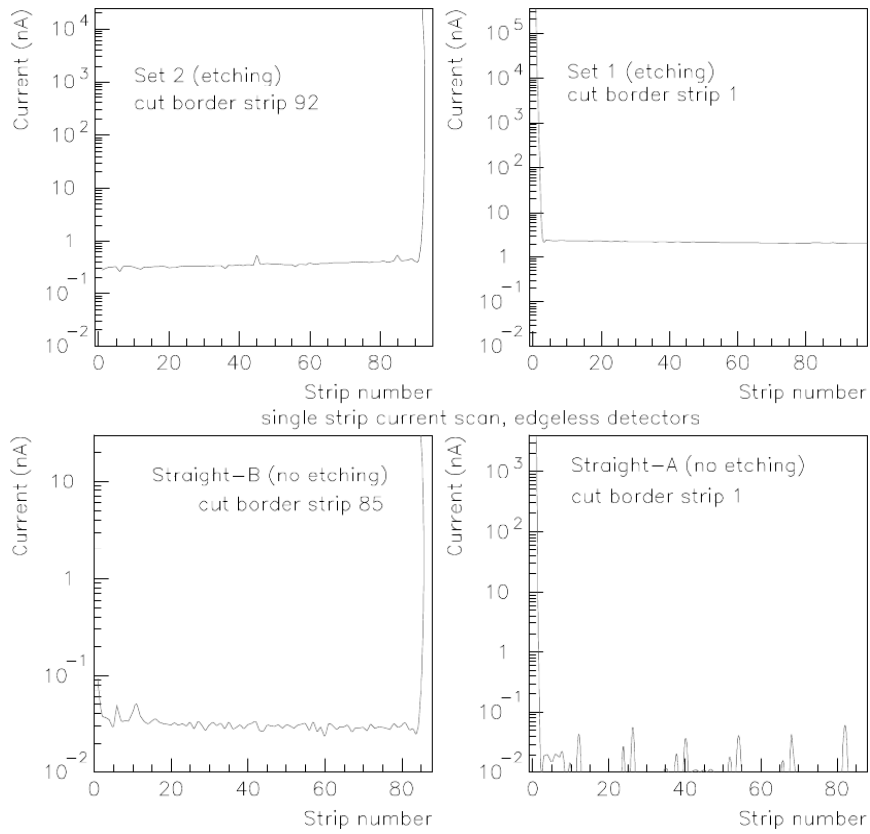 Current (nA)
10^4
10^3
10^2
10
1
10^-1
10^-2
Set 2 (etching)
cut border strip 92
0 20 40 60 80
Strip number
Current (nA)
10^5
10^4
10^3
10^2
10
1
10^-1
10^-2
Set 1 (etching)
cut border strip 1
0 20 40 60 80
Strip number
single strip current scan, edgeless detectors
Current (nA)
10
1
10^-1
10^-2
Straight-B (no etching)
cut border strip 85
0 20 40 60 80
Strip number
Current (nA)
10^3
10^2
10
1
10^-1
10^-2
Straight-A (no etching)
cut border strip 1
0 20 40 60 80
Strip number